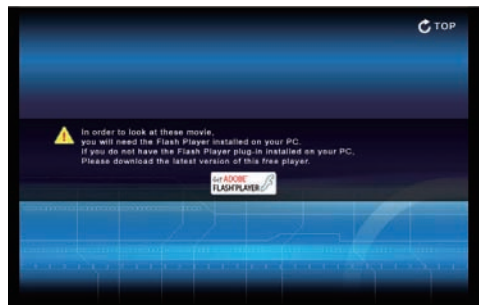 TOP
In order to look at these movie,
you will need the Flash Player installed on your PC.
If you do not have the Flash Player plug-in installed on your PC,
Please download the latest version of this free player.
Get ADOBE
FLASH PLAYER